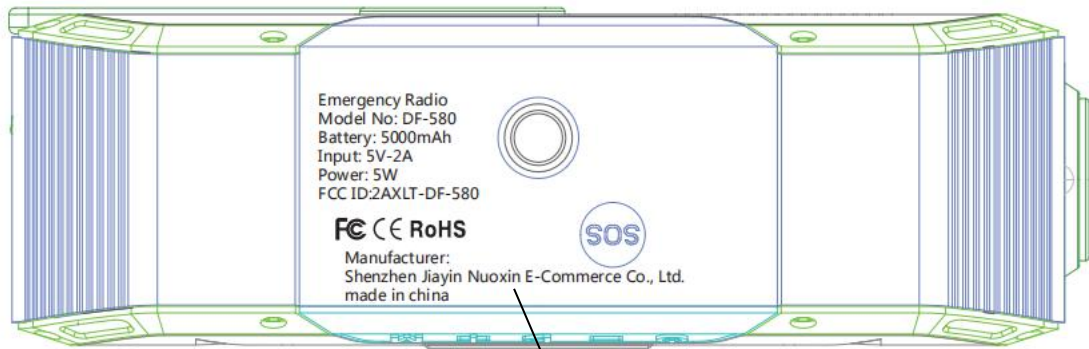 Emergency Radio
Model No: DF-580
Battery: 5000mAh
Input: 5V-2A
Power: 5W
FCC ID:2AXLT-DF-580
FC CE RoHS
SOS
Manufacturer:
Shenzhen Jiayin Nuoxin E-Commerce Co., Ltd.
made in china